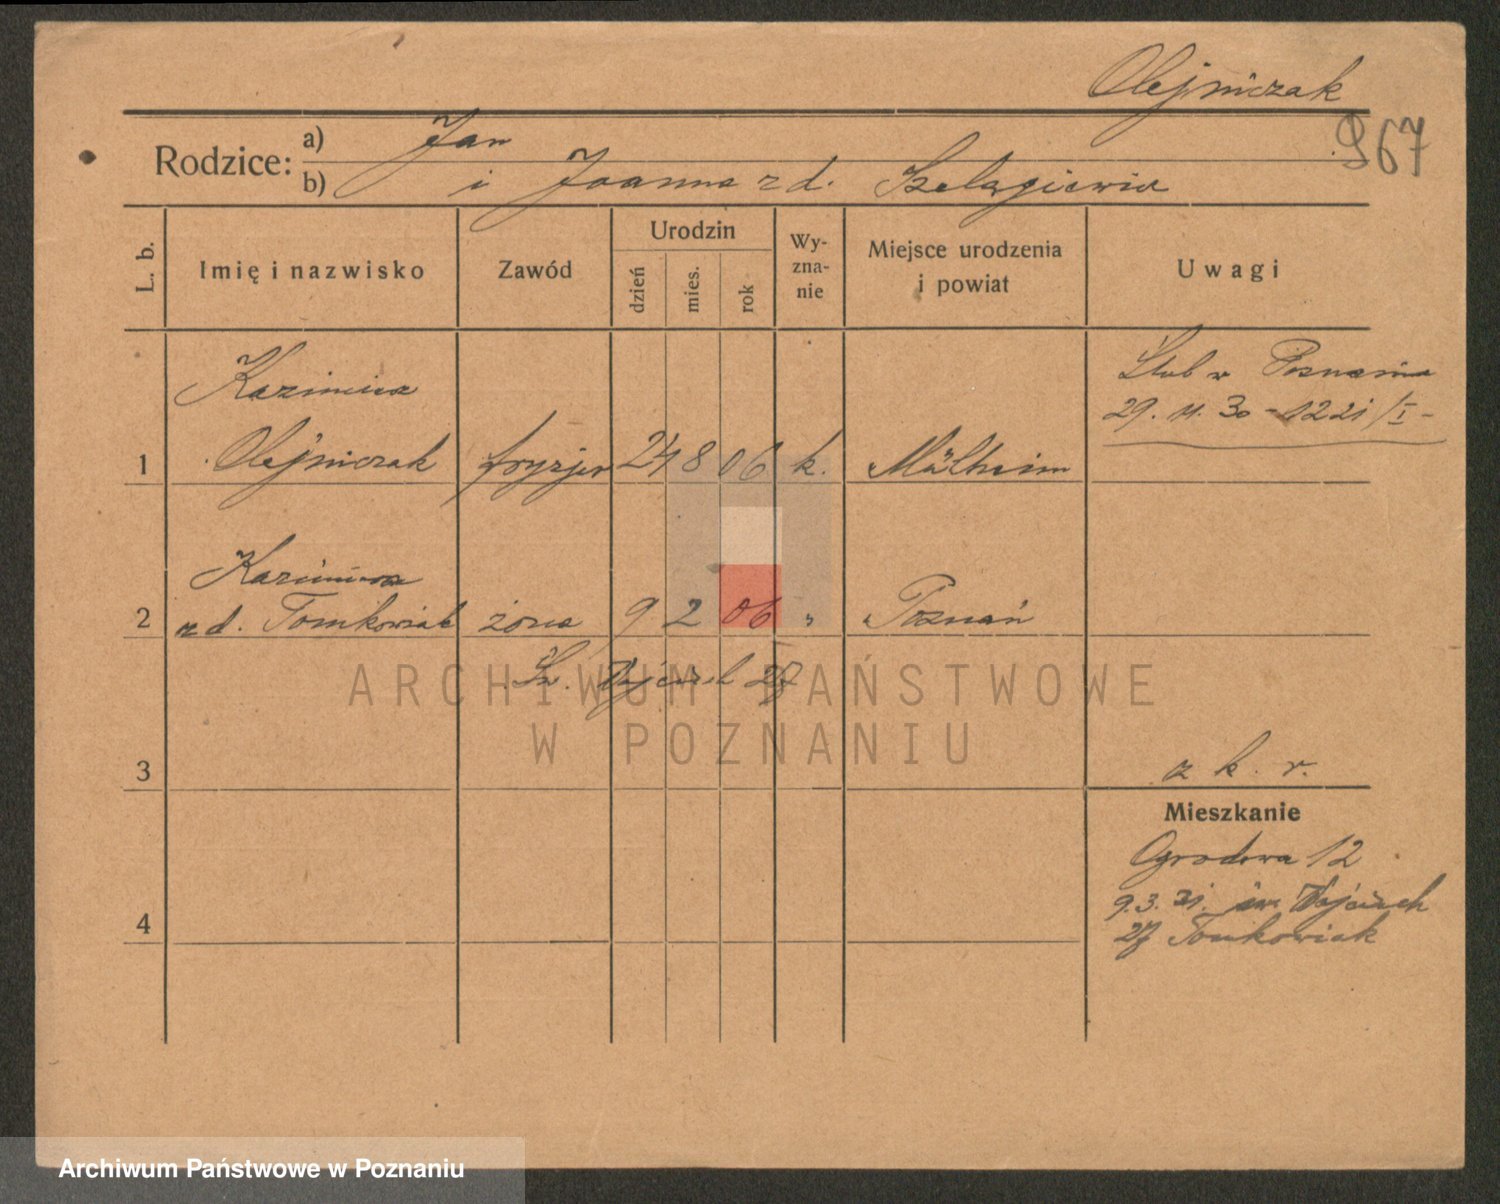 Olejniczak
967
Rodzice: a) Jan
b) i Joanna z d. Szelągiewicz
L. b. Imię i nazwisko Zawód Urodzin dzień mies. rok Wyznanie Miejsce urodzenia i powiat Uwagi
Ślub w Poznaniu
29. 11. 30 - 1221/I -
Kazimierz
1 Olejniczak fryzjer 24 8 06 k. Mülheim
Kazimiera
2 z d. Tomkowiak żona 9 2 06 " Poznań
Św. Wojciech 27
ARCHIWUM PAŃSTWOWE
W POZNANIU
3 z k. r.
Mieszkanie
Ogrodowa 12
9.3.31. św. Wojciech
4 27 Tomkowiak
Archiwum Państwowe w Poznaniu